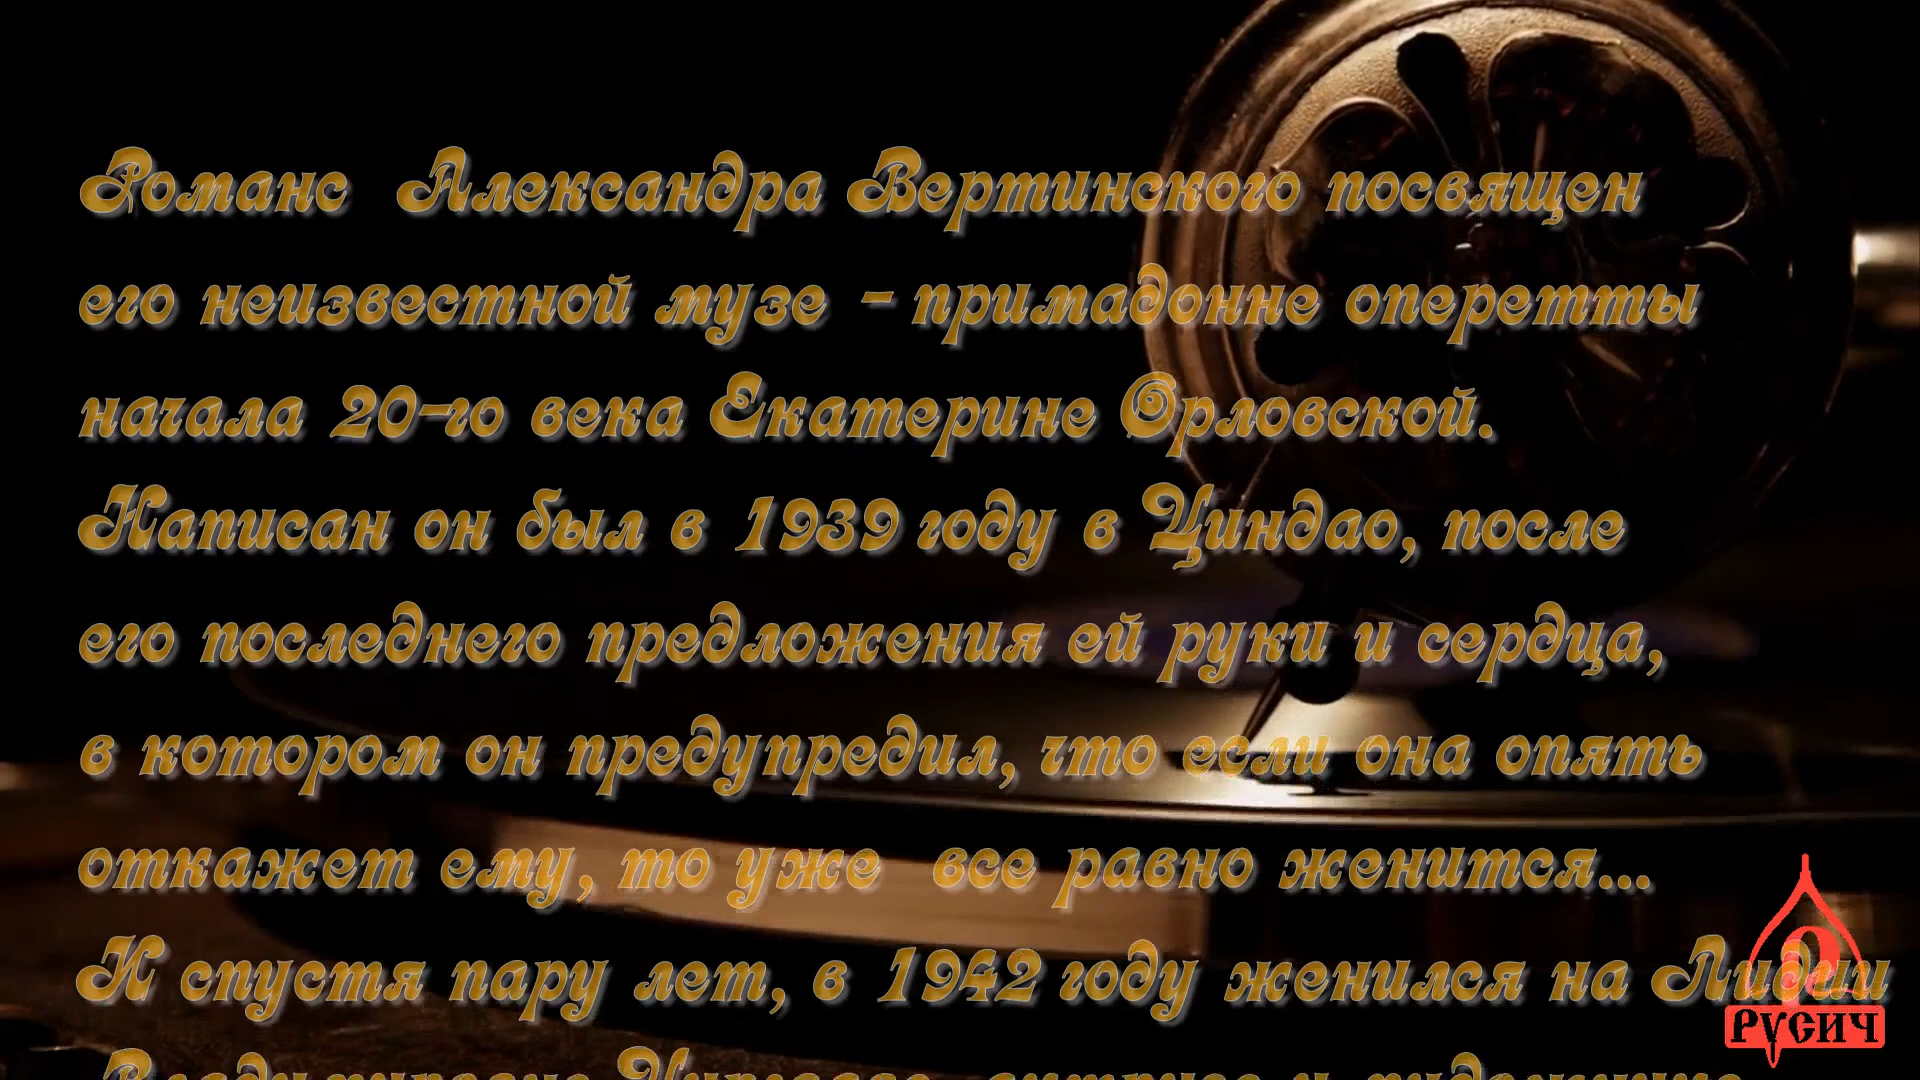 Романс Александра Вертинского посвящен
его неизвестной музе - примадонне оперетты
начала 20-го века Екатерине Орловской.
Написан он был в 1939 году в Циндао, после
его последнего предложения ей руки и сердца,
в котором он предупредил, что если она опять
откажет ему, то уже все равно женится...
И спустя пару лет, в 1942 году женился на Лидии
РУСИЧ